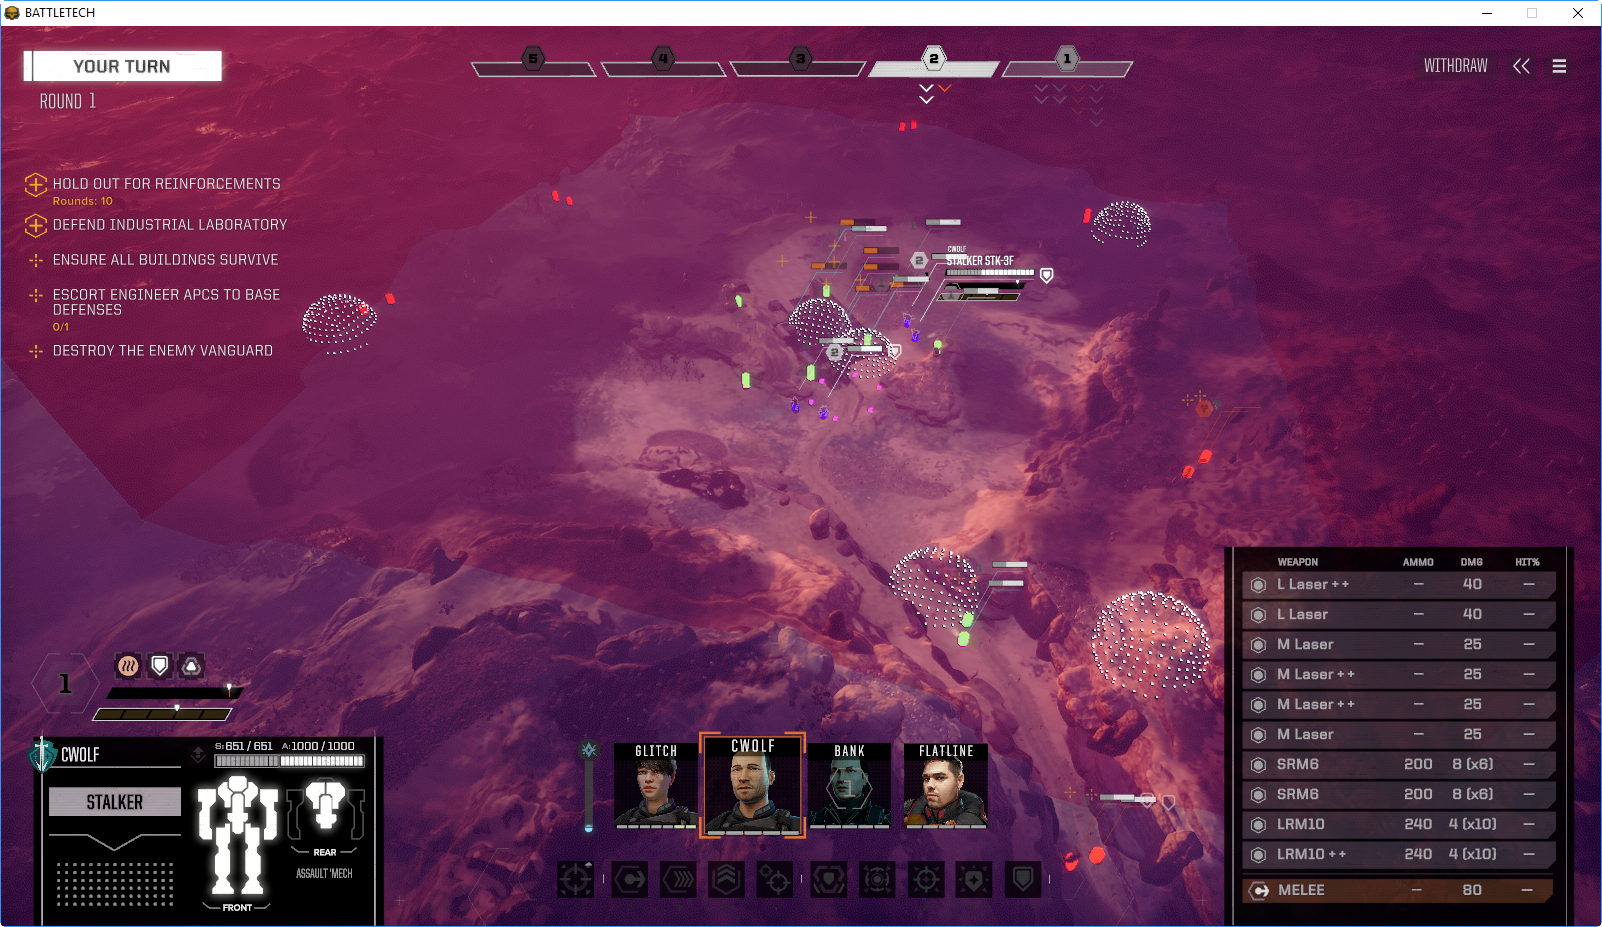 BATTLETECH
YOUR TURN
ROUND 1
5
4
3
2
1
WITHDRAW
HOLD OUT FOR REINFORCEMENTS
Rounds: 10
DEFEND INDUSTRIAL LABORATORY
ENSURE ALL BUILDINGS SURVIVE
ESCORT ENGINEER APCS TO BASE
DEFENSES
0/1
DESTROY THE ENEMY VANGUARD
CWOLF
2
STALKER STK-3F
2
WEAPON AMMO DMG HIT%
L Laser ++ – 40 –
L Laser – 40 –
M Laser – 25 –
M Laser ++ – 25 –
M Laser ++ – 25 –
M Laser – 25 –
SRM6 200 8 (x6) –
SRM6 200 8 (x6) –
LRM10 240 4 (x10) –
LRM10 ++ 240 4 (x10) –
MELEE – 80 –
1
CWOLF
S: 651 / 651 A: 1000 / 1000
STALKER
REAR
ASSAULT 'MECH
FRONT
GLITCH
CWOLF
BANK
FLATLINE